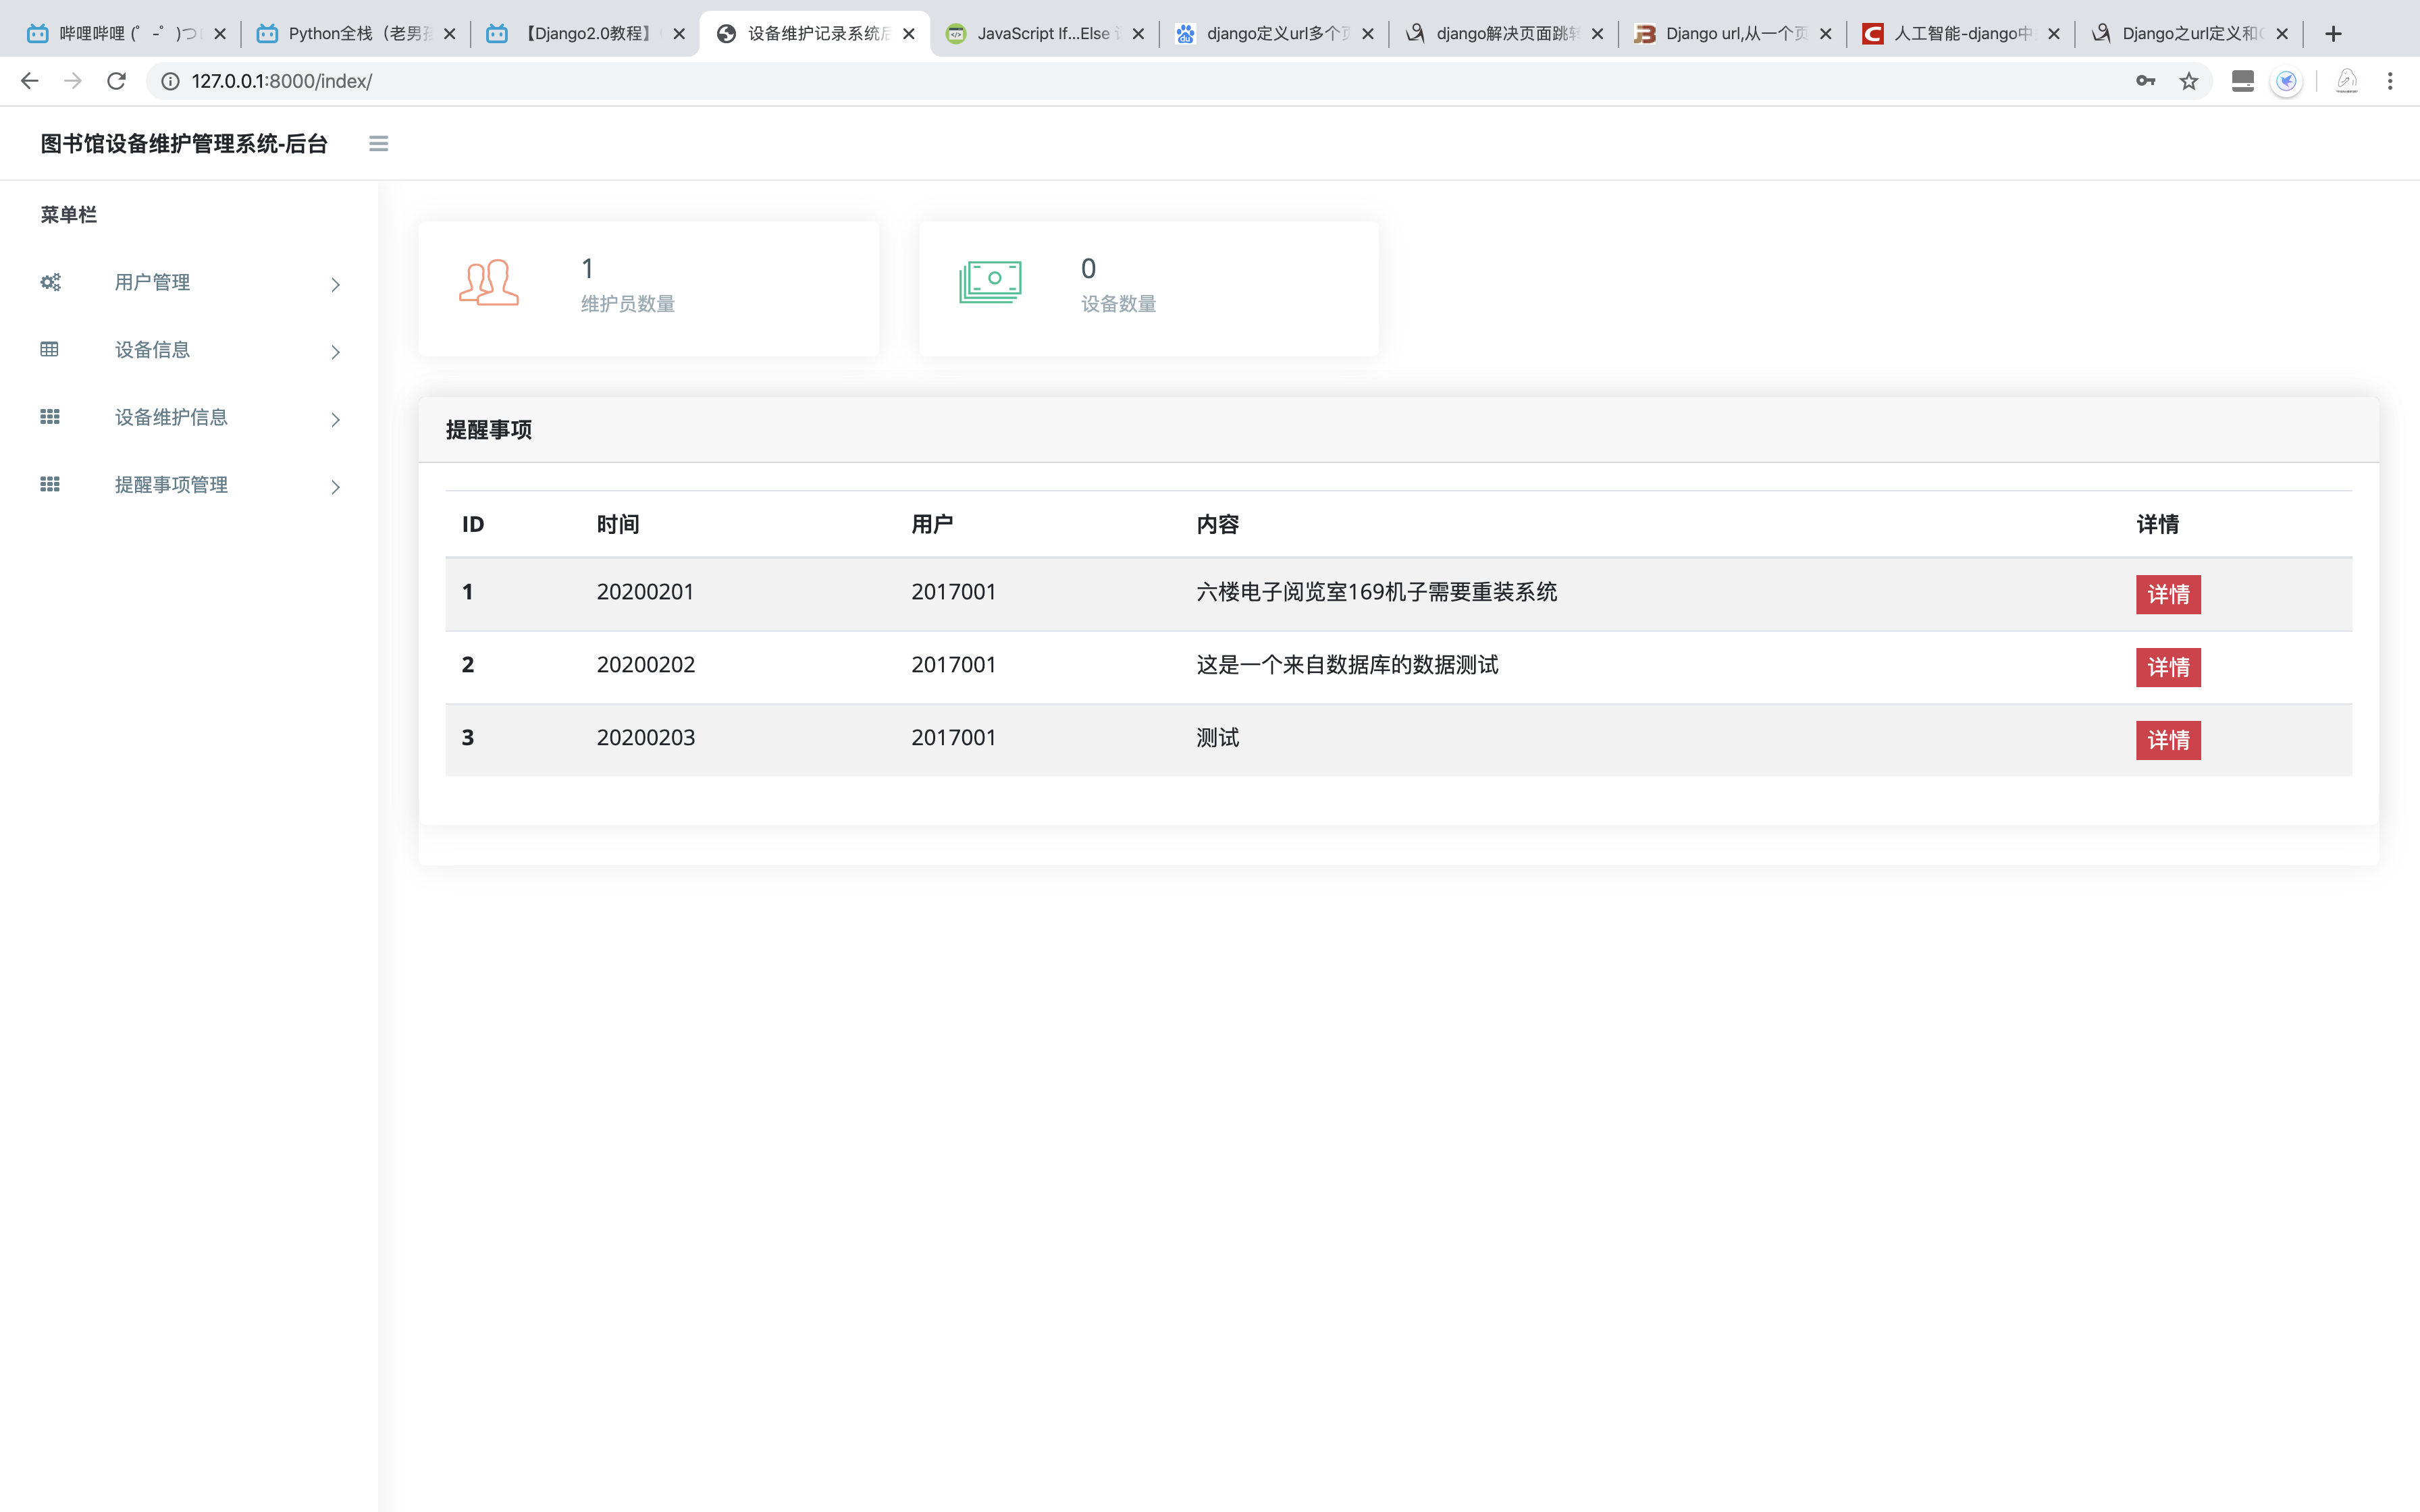 哔哩哔哩 (゜-゜)つ
Python全栈（老男孩
【Django2.0教程】
设备维护记录系统后
JavaScript If...Else
django定义url多个页
django解决页面跳转
Django url,从一个页
人工智能-django中
Django之url定义和
127.0.0.1:8000/index/
图书馆设备维护管理系统-后台
菜单栏
用户管理
设备信息
设备维护信息
提醒事项管理
1
维护员数量
0
设备数量
提醒事项
ID 时间 用户 内容 详情
1 20200201 2017001 六楼电子阅览室169机子需要重装系统 详情
2 20200202 2017001 这是一个来自数据库的数据测试 详情
3 20200203 2017001 测试 详情